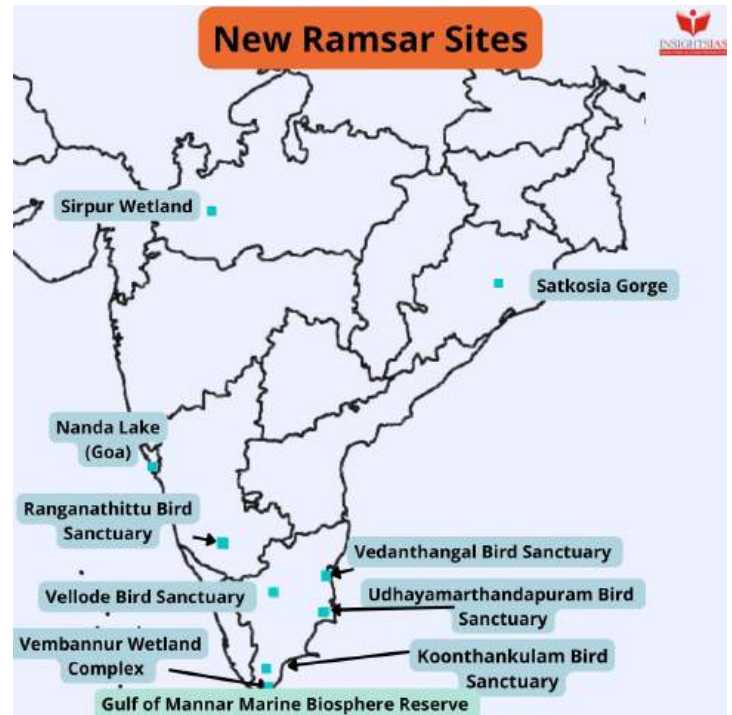 New Ramsar Sites
INSIGHTSIAS
Sirpur Wetland
Satkosia Gorge
Nanda Lake
(Goa)
Ranganathittu Bird
Sanctuary
Vedanthangal Bird Sanctuary
Vellode Bird Sanctuary
Udhayamarthandapuram Bird
Sanctuary
Vembannur Wetland
Complex
Koonthankulam Bird
Sanctuary
Gulf of Mannar Marine Biosphere Reserve